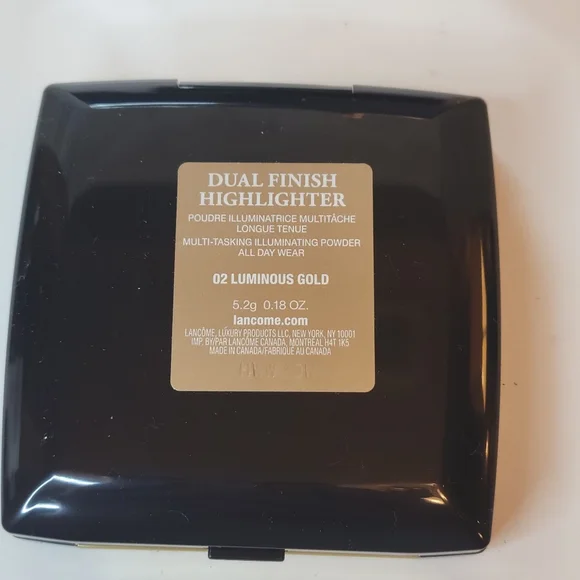 DUAL FINISH
HIGHLIGHTER
POUDRE ILLUMINATRICE MULTITÂCHE
LONGUE TENUE
MULTI-TASKING ILLUMINATING POWDER
ALL DAY WEAR
02 LUMINOUS GOLD
5.2g 0.18 OZ.
lancome.com
LANCÔME, LUXURY PRODUCTS LLC, NEW YORK, NY 10001
IMP. BY/PAR LANCÔME CANADA, MONTRÉAL H4T 1K5
MADE IN CANADA/FABRIQUÉ AU CANADA